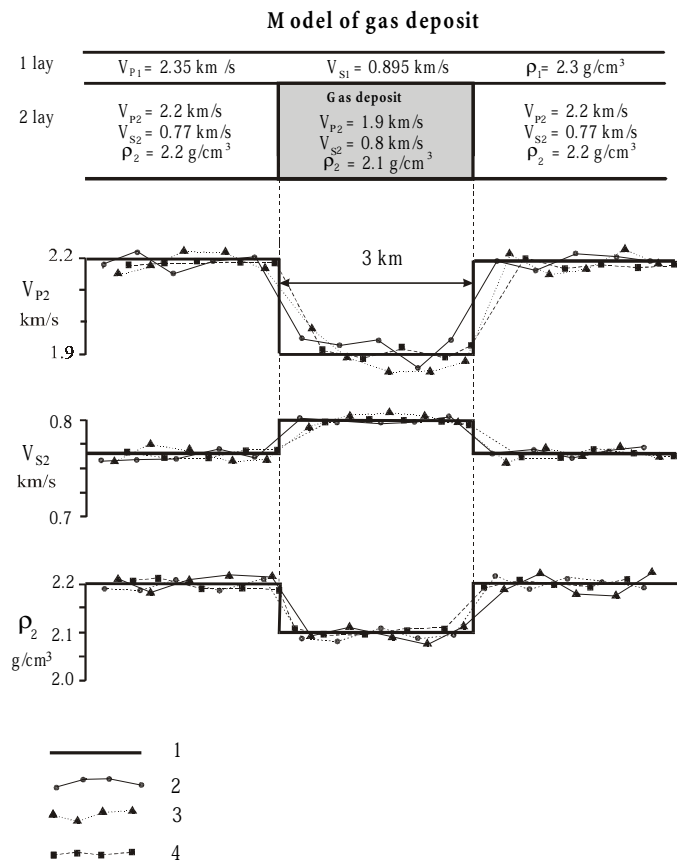 Model of gas deposit
1 lay
V_P1 = 2.35 km /s
V_S1 = 0.895 km/s
ρ_1 = 2.3 g/cm³
2 lay
V_P2 = 2.2 km/s
V_S2 = 0.77 km/s
ρ_2 = 2.2 g/cm³
Gas deposit
V_P2 = 1.9 km/s
V_S2 = 0.8 km/s
ρ_2 = 2.1 g/cm³
V_P2 = 2.2 km/s
V_S2 = 0.77 km/s
ρ_2 = 2.2 g/cm³
2.2
V_P2
km/s
1.9
3 km
0.8
V_S2
km/s
0.7
2.2
ρ_2
2.1
g/cm³
2.0
1
2
3
4